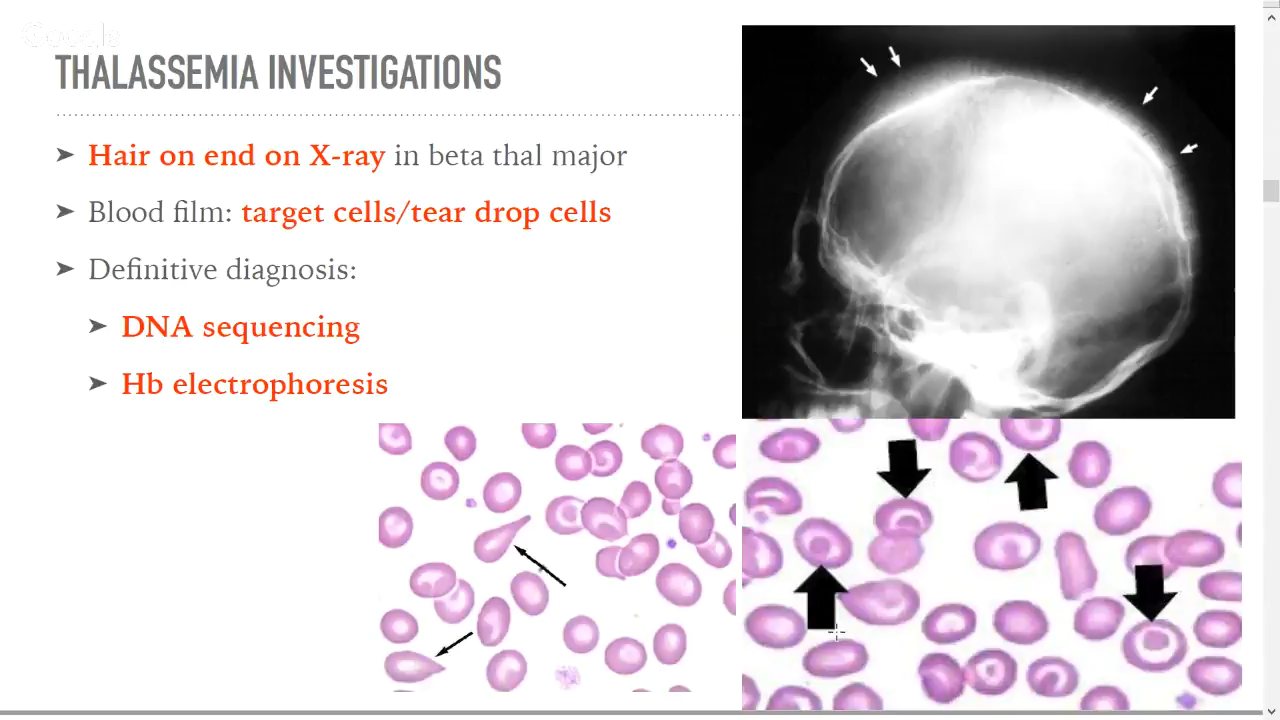 THALASSEMIA INVESTIGATIONS
➤ Hair on end on X-ray in beta thal major
➤ Blood film: target cells/tear drop cells
➤ Definitive diagnosis:
➤ DNA sequencing
➤ Hb electrophoresis